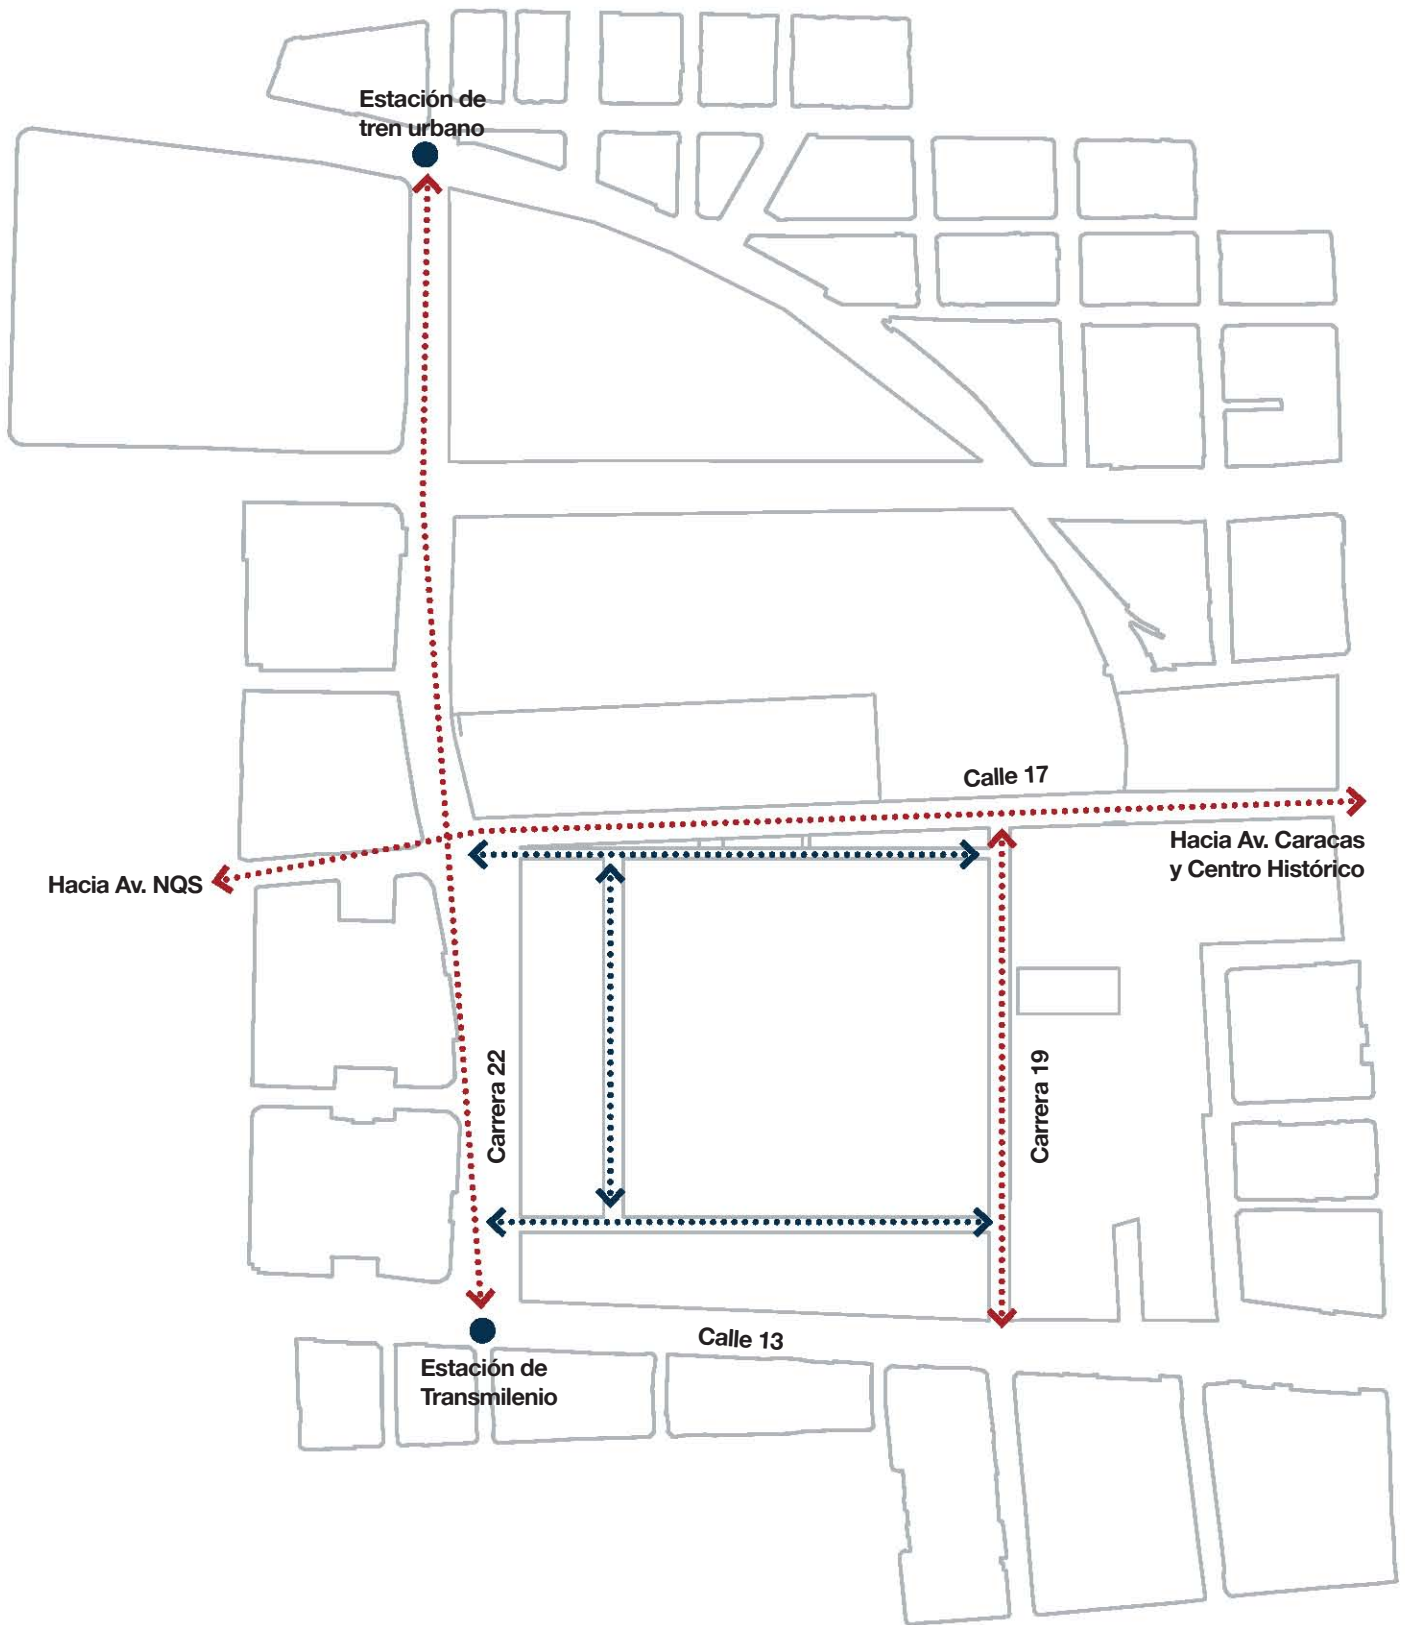 Estación de
tren urbano
Calle 17
Hacia Av. Caracas
y Centro Histórico
Hacia Av. NQS
Carrera 22
Carrera 19
Calle 13
Estación de
Transmilenio